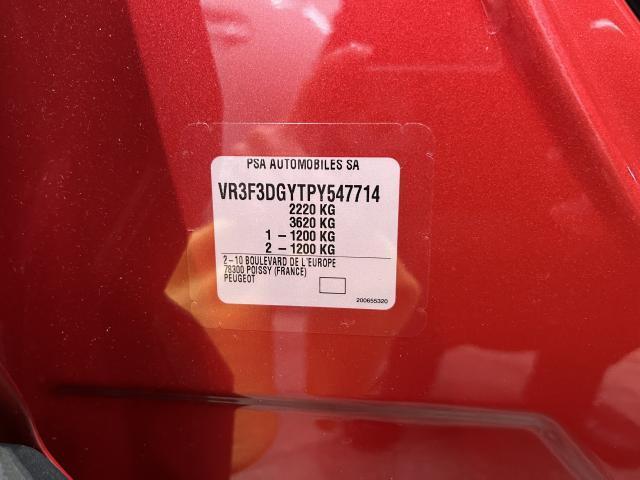 PSA AUTOMOBILES SA
VR3F3DGYTPY547714
2220 KG
3620 KG
1 – 1200 KG
2 – 1200 KG
2–10 BOULEVARD DE L'EUROPE
78300 POISSY (FRANCE)
PEUGEOT
200655320